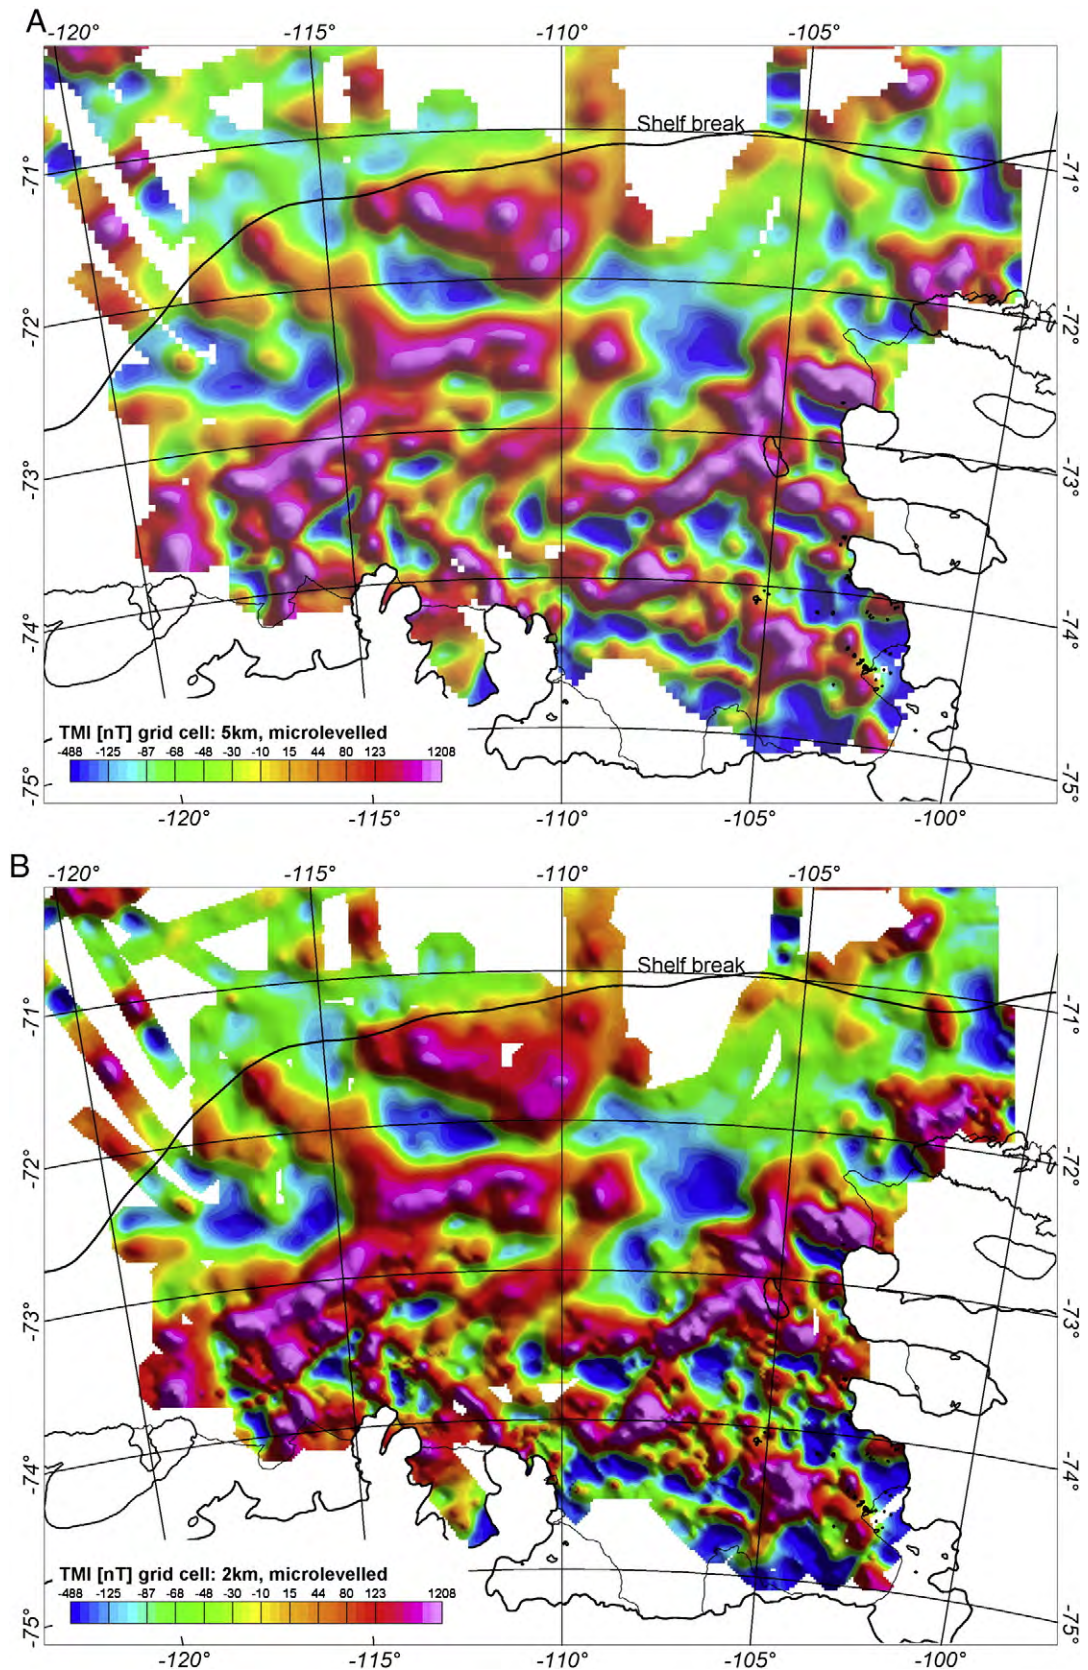 A
-120° -115° -110° -105°
Shelf break
-71° -71°
-72° -72°
-73° -73°
-74° -74°
TMI [nT] grid cell: 5km, microlevelled
-488 -125 -87 -68 -48 -30 -10 15 44 80 123 1208
-75° -75°
-120° -115° -110° -105° -100°
B
-120° -115° -110° -105°
Shelf break
-71° -71°
-72° -72°
-73° -73°
-74° -74°
TMI [nT] grid cell: 2km, microlevelled
-488 -125 -87 -68 -48 -30 -10 15 44 80 123 1208
-75° -75°
-120° -115° -110° -105° -100°